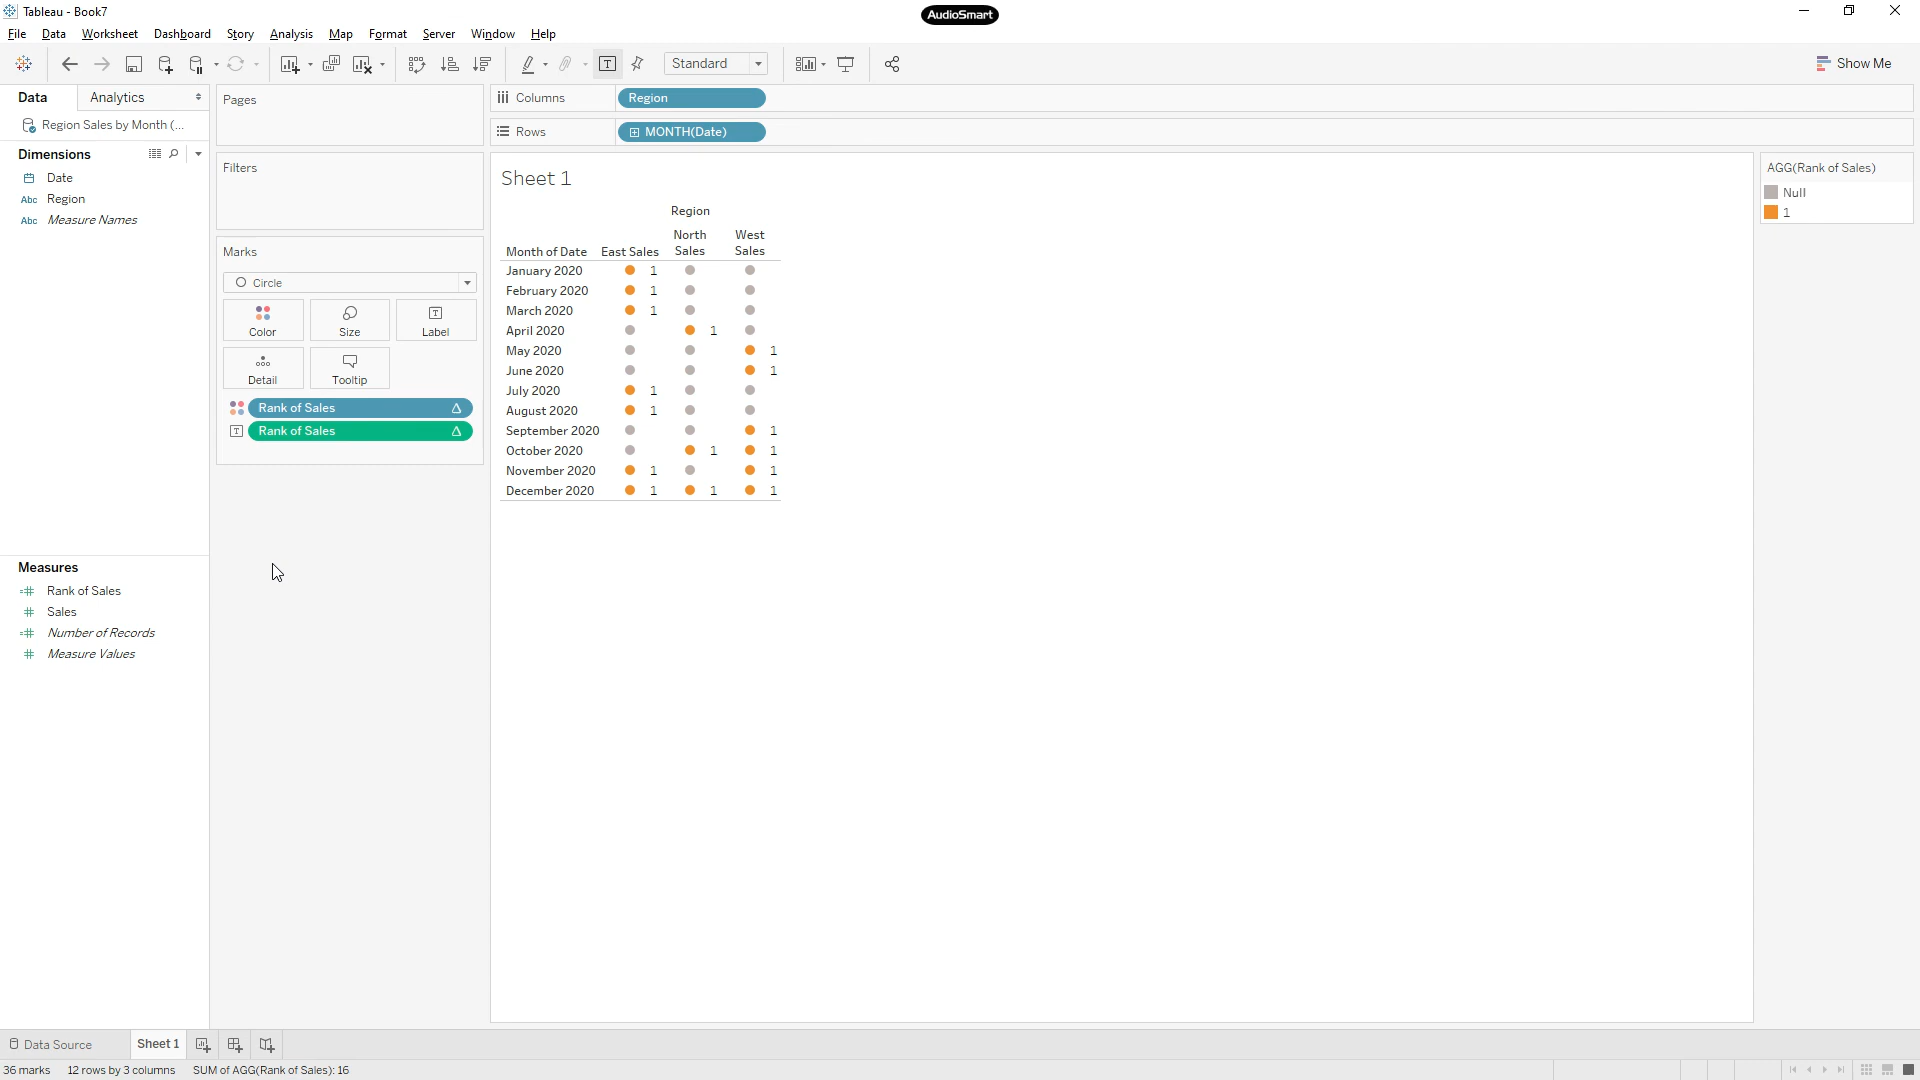 Tableau - Book7
AudioSmart
File Data Worksheet Dashboard Story Analysis Map Format Server Window Help
Standard
Show Me
Data Analytics
Region Sales by Month (...
Dimensions
Date
Abc Region
Abc Measure Names
Measures
Rank of Sales
Sales
Number of Records
Measure Values
Pages
Filters
Marks
Circle
Color Size Label
Detail Tooltip
Rank of Sales
Rank of Sales
Columns Region
Rows MONTH(Date)
Sheet 1
Region
Month of Date East Sales North Sales West Sales
January 2020 1
February 2020 1
March 2020 1
April 2020 1
May 2020 1
June 2020 1
July 2020 1
August 2020 1
September 2020 1
October 2020 1 1
November 2020 1 1
December 2020 1 1 1
AGG(Rank of Sales)
Null
1
Data Source Sheet 1
36 marks 12 rows by 3 columns SUM of AGG(Rank of Sales): 16